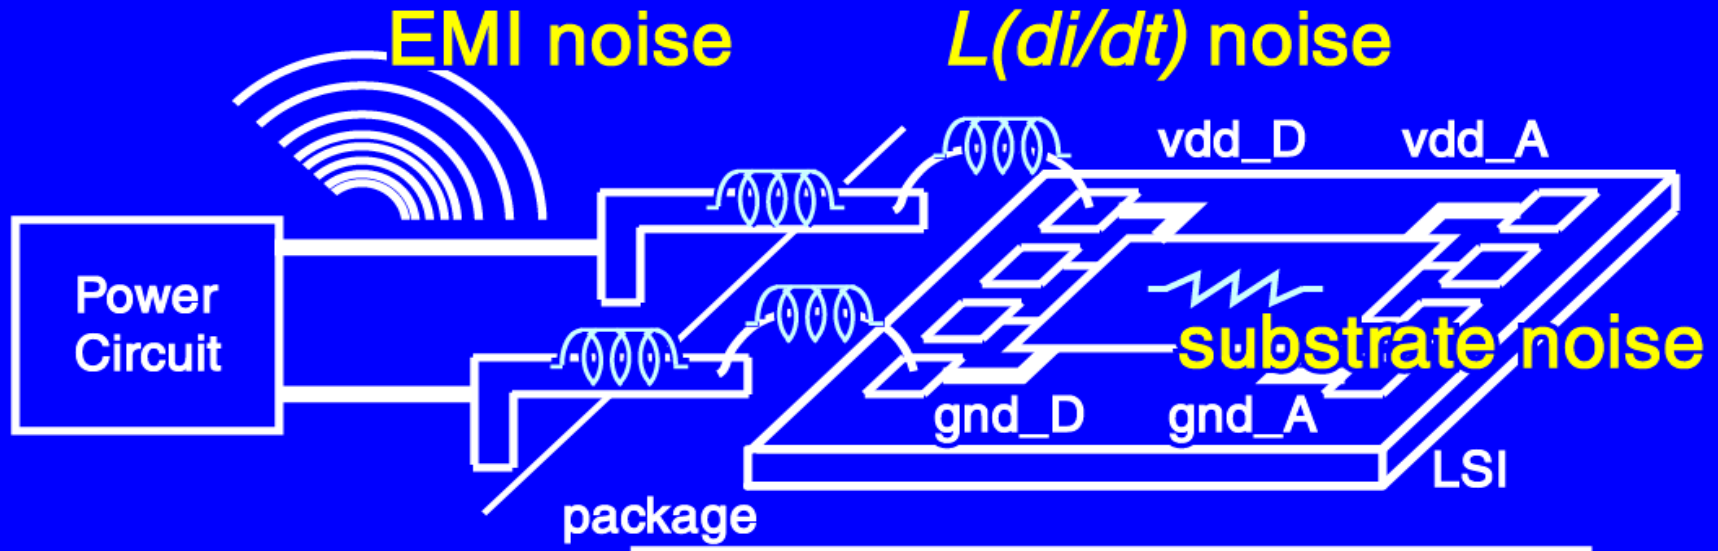 EMI noise
L(di/dt) noise
vdd_D
vdd_A
Power
Circuit
substrate noise
gnd_D
gnd_A
LSI
package